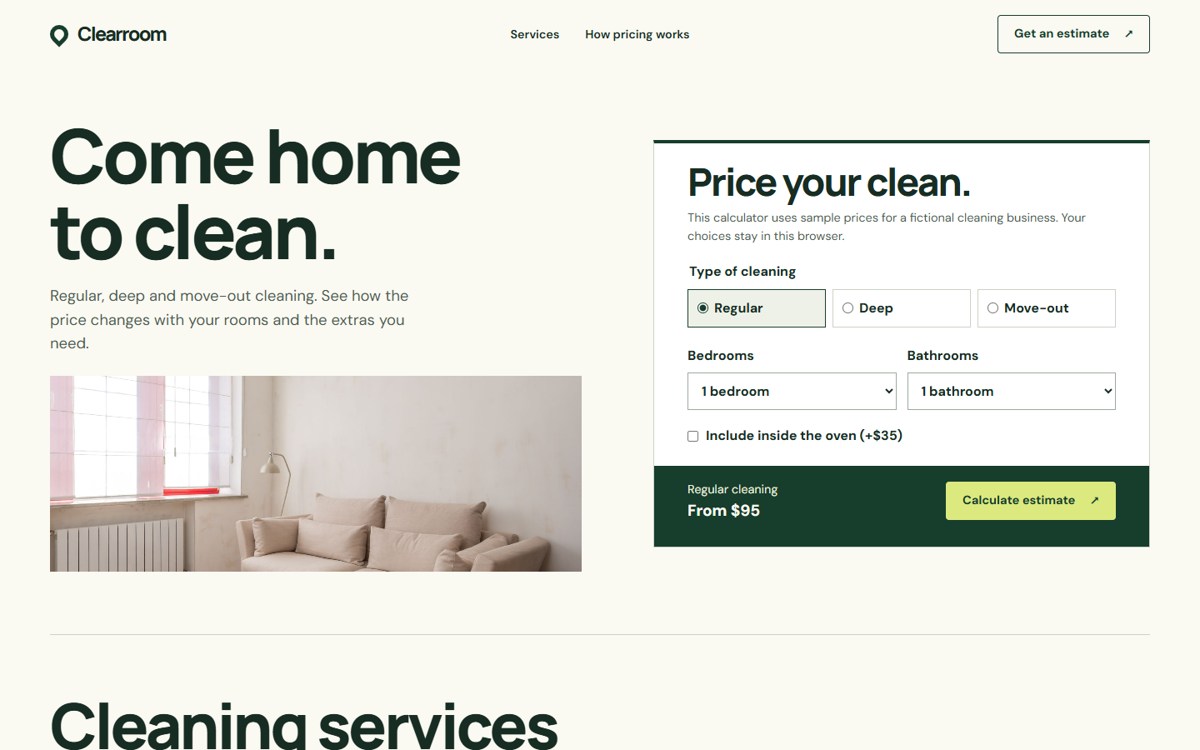 Clearroom
Services
How pricing works
Get an estimate ↗
Come home
to clean.
Regular, deep and move-out cleaning. See how the
price changes with your rooms and the extras you
need.
Price your clean.
This calculator uses sample prices for a fictional cleaning business. Your
choices stay in this browser.
Type of cleaning
Regular
Deep
Move-out
Bedrooms
Bathrooms
1 bedroom
1 bathroom
Include inside the oven (+$35)
Regular cleaning
From $95
Calculate estimate ↗
Cleaning services